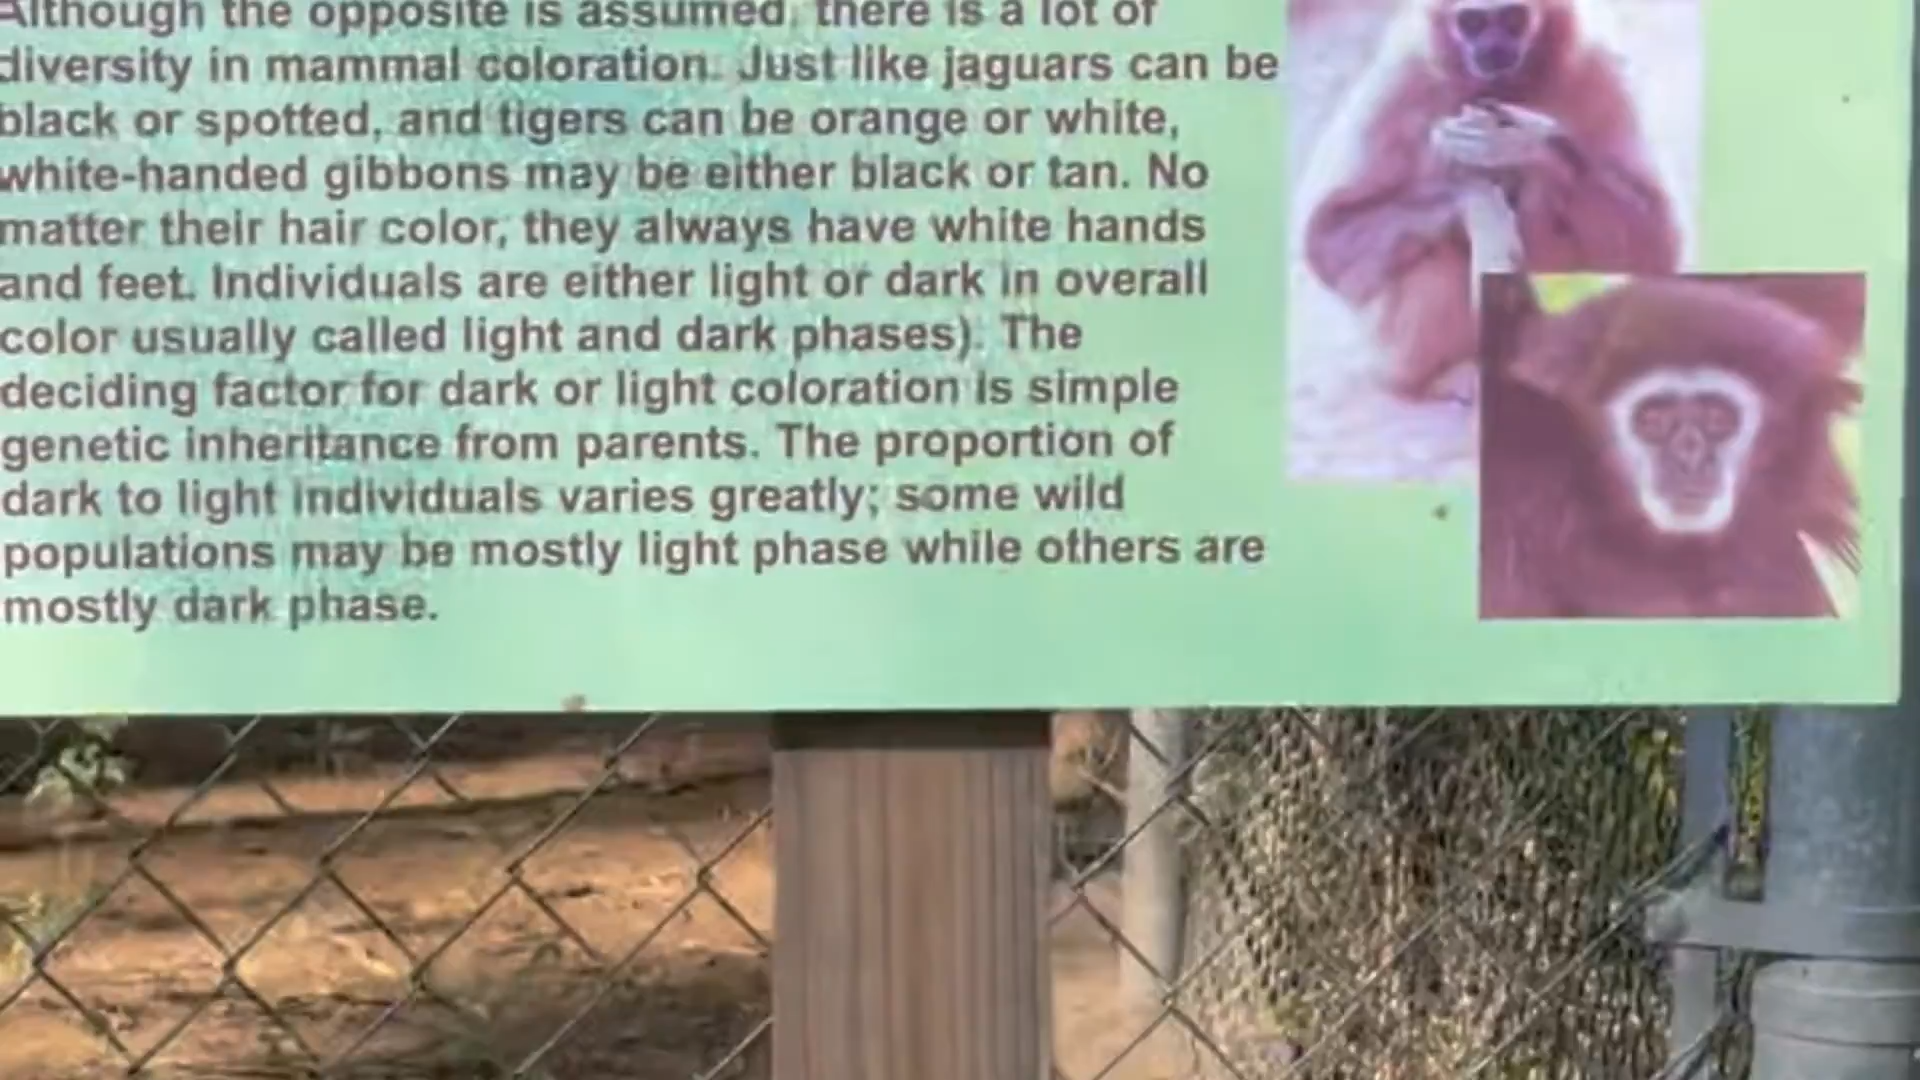 Although the opposite is assumed, there is a lot of
diversity in mammal coloration. Just like jaguars can be
black or spotted, and tigers can be orange or white,
white-handed gibbons may be either black or tan. No
matter their hair color, they always have white hands
and feet. Individuals are either light or dark in overall
color usually called light and dark phases). The
deciding factor for dark or light coloration is simple
genetic inheritance from parents. The proportion of
dark to light individuals varies greatly; some wild
populations may be mostly light phase while others are
mostly dark phase.